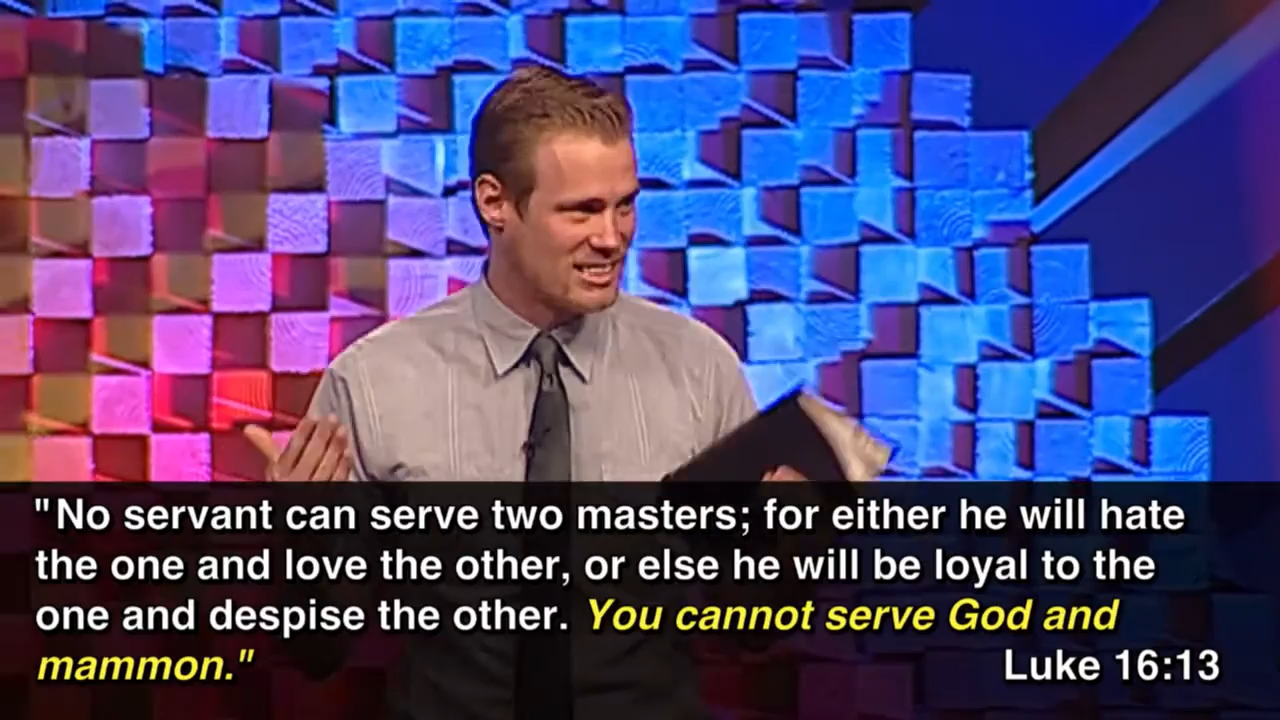 "No servant can serve two masters; for either he will hate
the one and love the other, or else he will be loyal to the
one and despise the other. You cannot serve God and
mammon." Luke 16:13